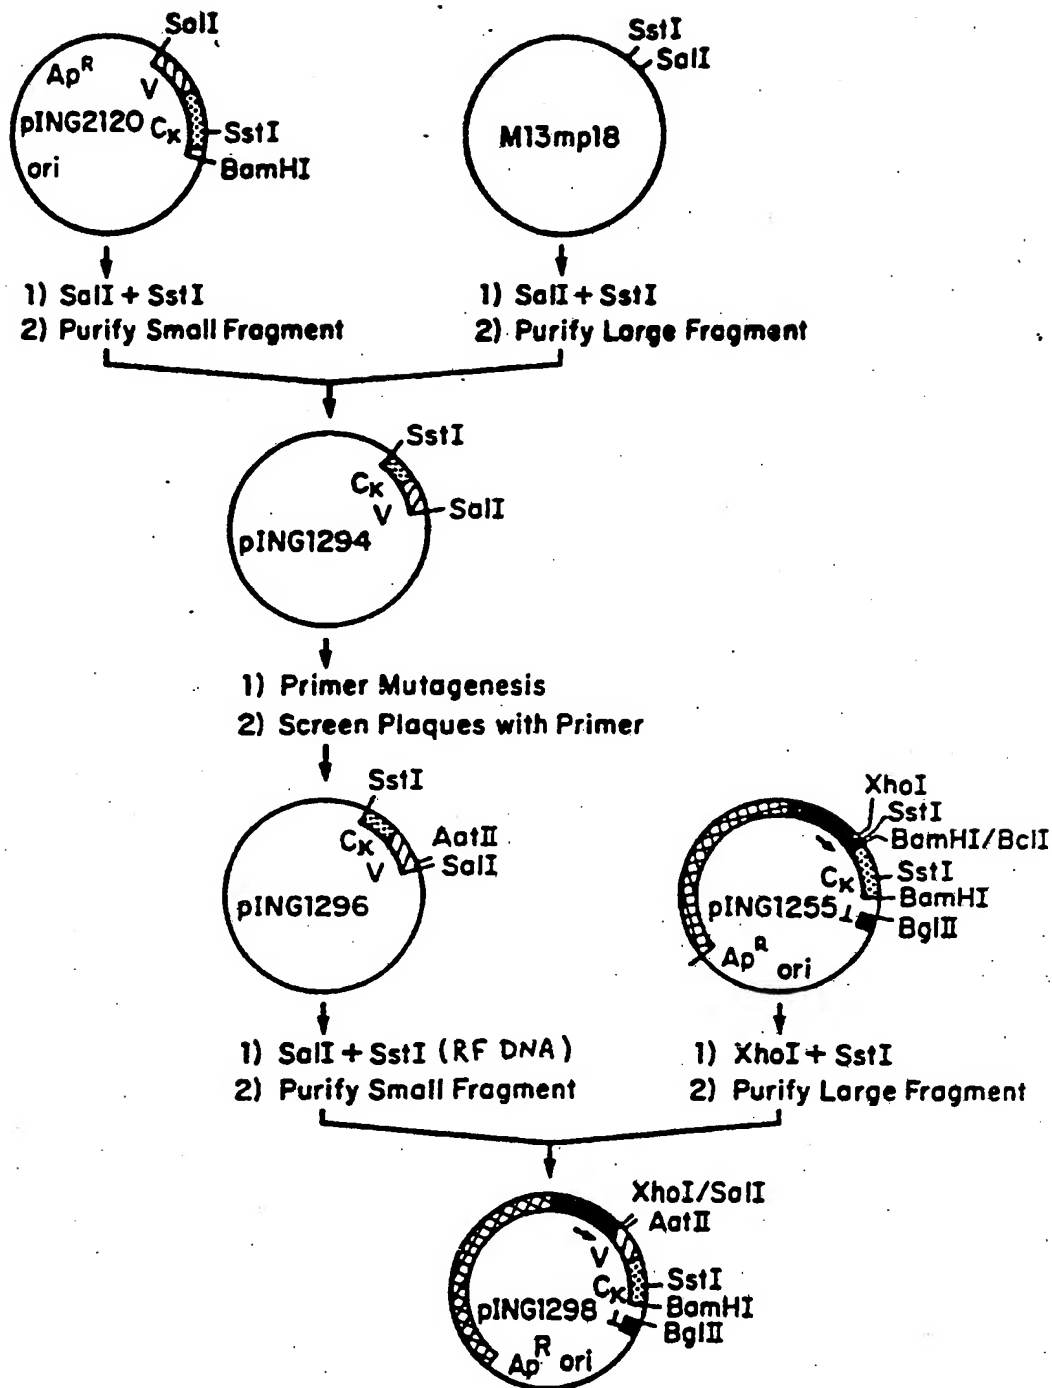 SalI
Ap^R
V
pING2120
Cκ
SstI
ori
BamHI
SstI
SalI
M13mp18
1) SalI + SstI
2) Purify Small Fragment
1) SalI + SstI
2) Purify Large Fragment
SstI
Cκ
V
SalI
pING1294
1) Primer Mutagenesis
2) Screen Plaques with Primer
SstI
AatII
Cκ
SalI
V
pING1296
XhoI
SstI
BamHI/BclI
Cκ
SstI
pING1255
BamHI
BglII
Ap^R
ori
1) SalI + SstI (RF DNA)
2) Purify Small Fragment
1) XhoI + SstI
2) Purify Large Fragment
XhoI/SalI
AatII
V
Cκ
SstI
pING1298
BamHI
BglII
Ap^R
ori